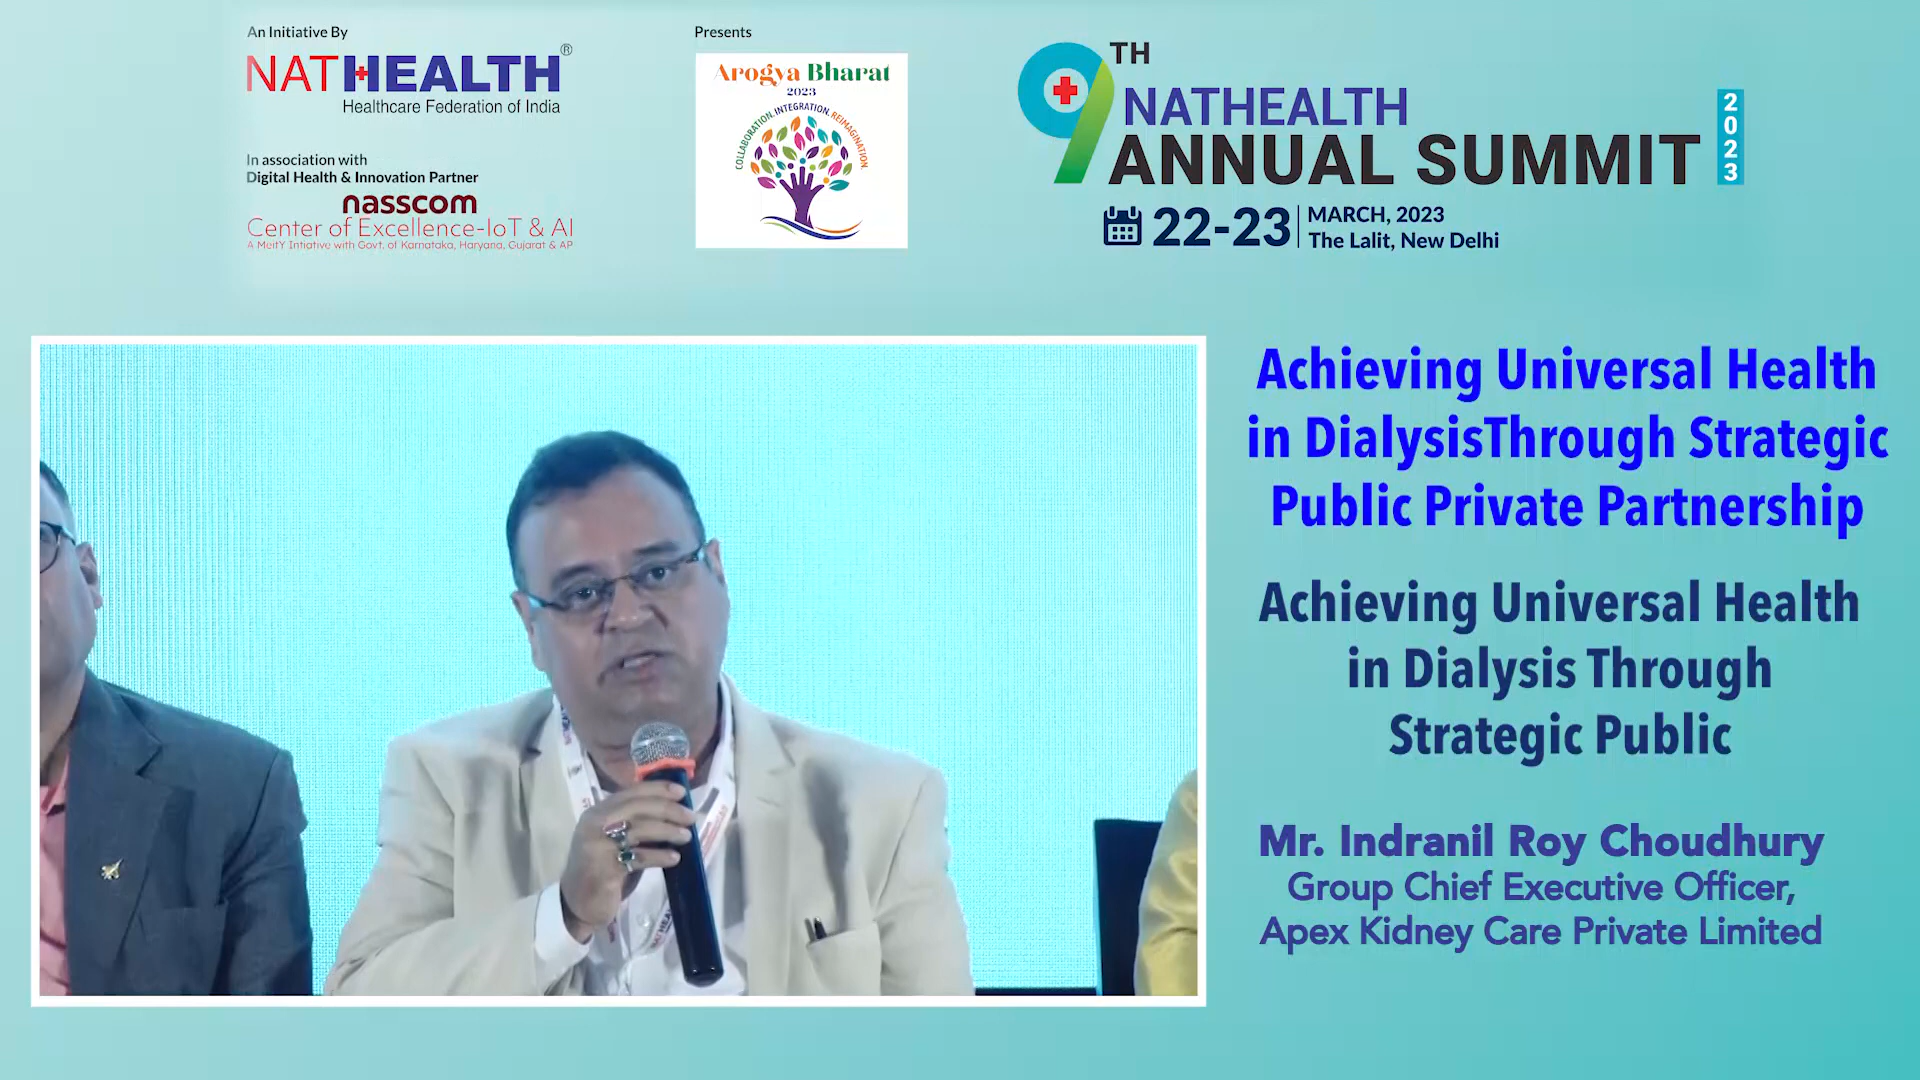 An Initiative By
NATHEALTH®
Healthcare Federation of India
In association with
Digital Health & Innovation Partner
nasscom
Center of Excellence-IoT & AI
A MeitY Intiative with Govt. of Karnataka, Haryana, Gujarat & AP
Presents
Arogya Bharat
2023
COLLABORATION. INTEGRATION. REIMAGINATION.
9TH
NATHEALTH
ANNUAL SUMMIT
2023
22-23
MARCH, 2023
The Lalit, New Delhi
Achieving Universal Health
in DialysisThrough Strategic
Public Private Partnership
Achieving Universal Health
in Dialysis Through
Strategic Public
Mr. Indranil Roy Choudhury
Group Chief Executive Officer,
Apex Kidney Care Private Limited